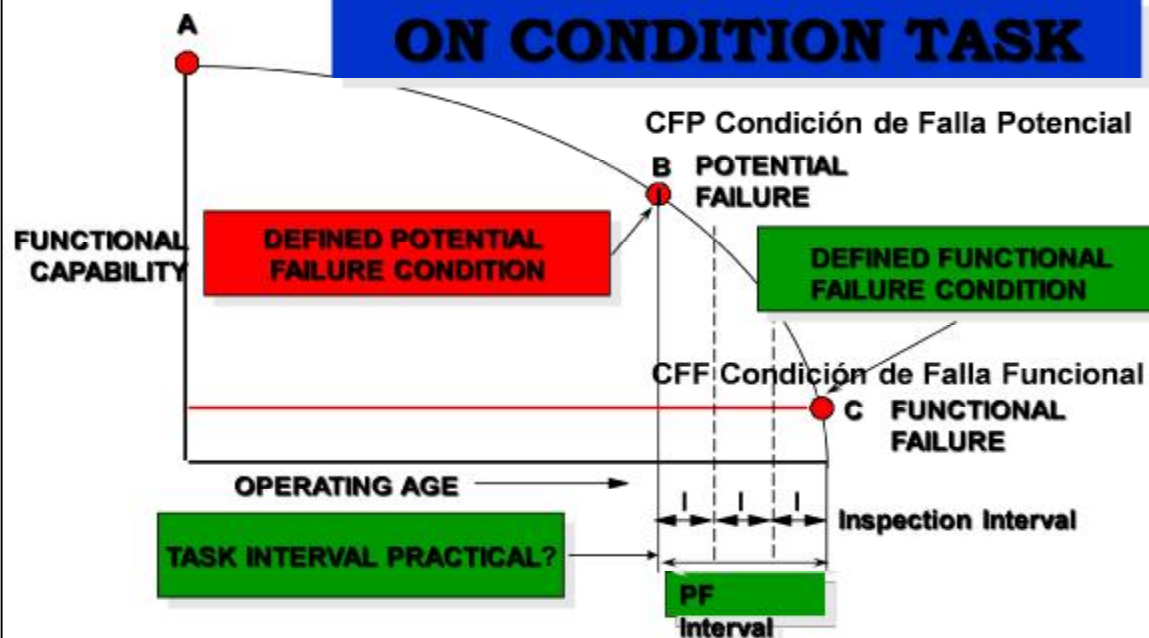 ON CONDITION TASK
A
CFP Condición de Falla Potencial
B POTENTIAL
FAILURE
FUNCTIONAL
CAPABILITY
DEFINED POTENTIAL
FAILURE CONDITION
DEFINED FUNCTIONAL
FAILURE CONDITION
CFF Condición de Falla Funcional
C FUNCTIONAL
FAILURE
OPERATING AGE
I I I Inspection Interval
TASK INTERVAL PRACTICAL?
PF
Interval